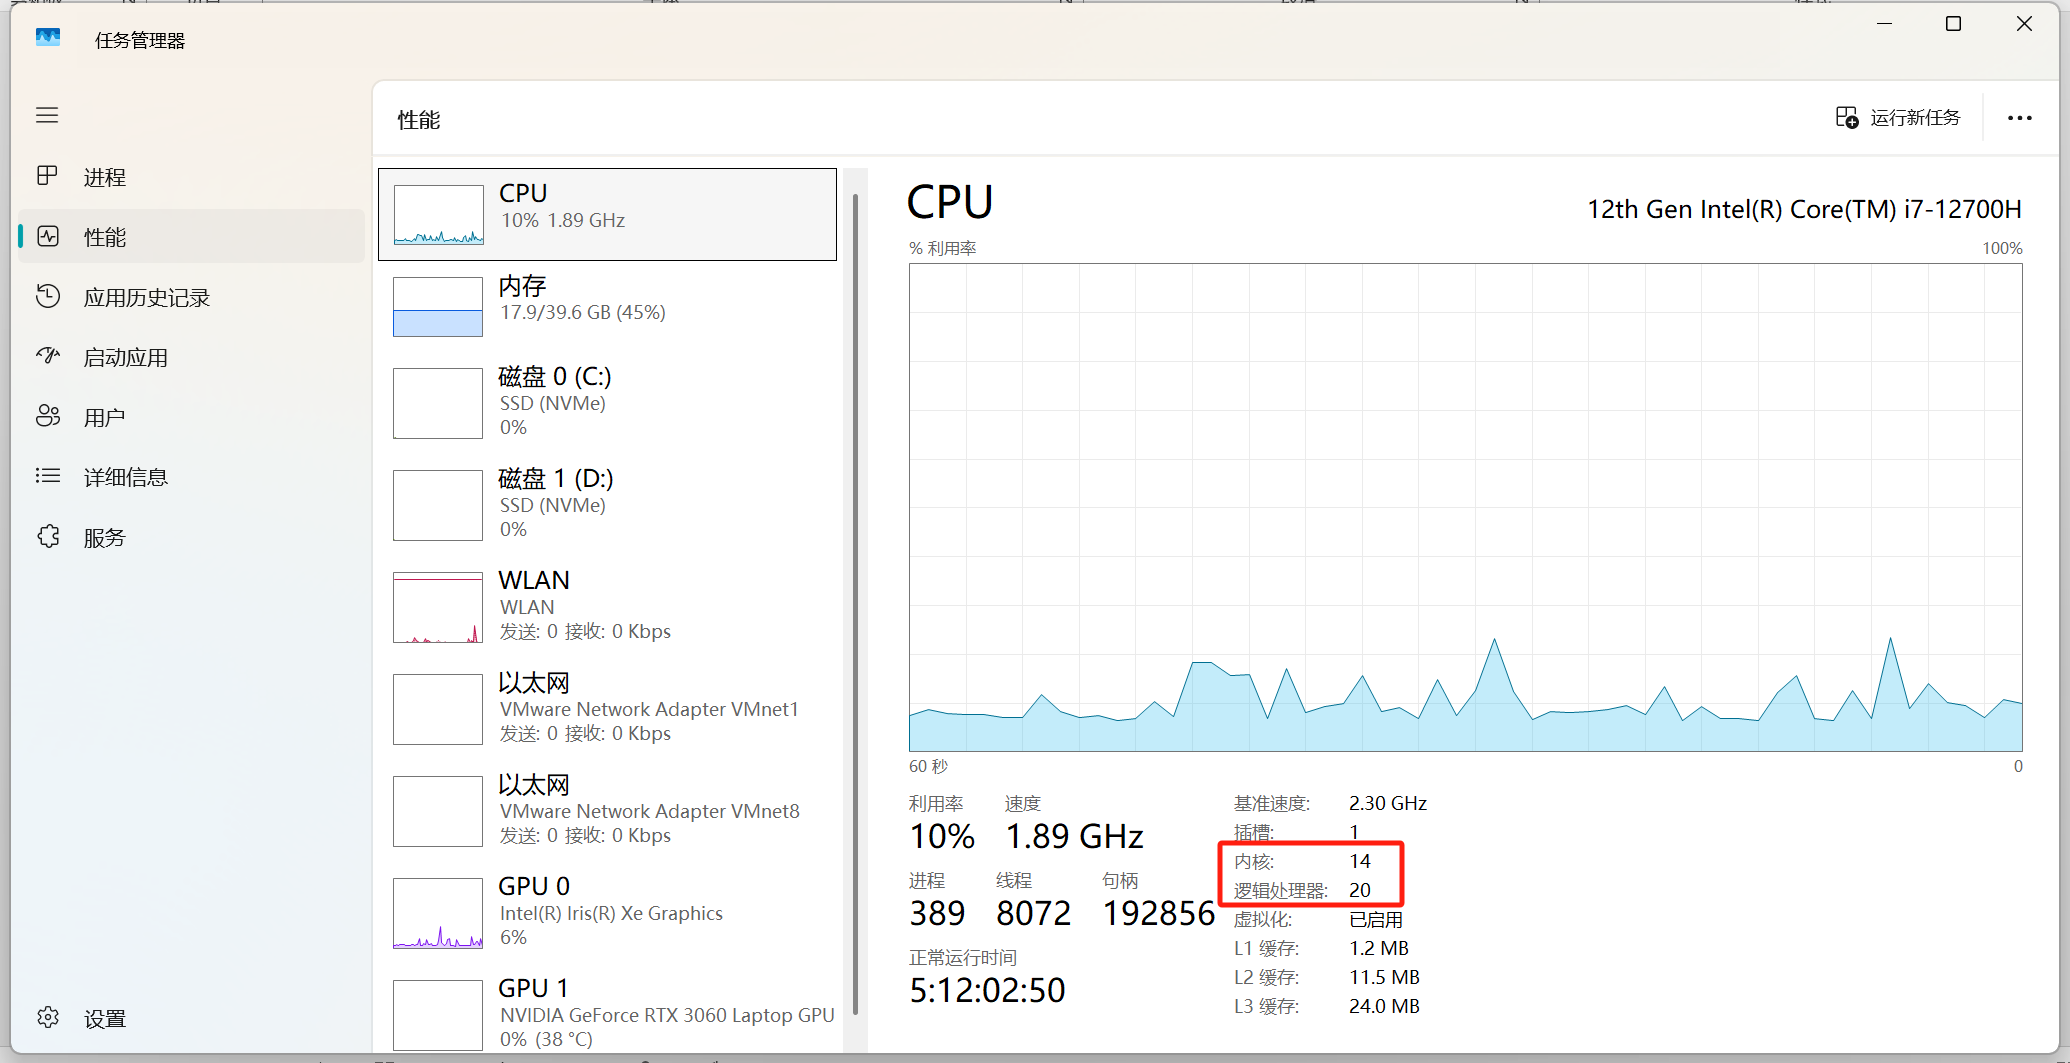 任务管理器
性能
运行新任务
进程
性能
应用历史记录
启动应用
用户
详细信息
服务
设置
CPU
10% 1.89 GHz
内存
17.9/39.6 GB (45%)
磁盘 0 (C:)
SSD (NVMe)
0%
磁盘 1 (D:)
SSD (NVMe)
0%
WLAN
WLAN
发送: 0 接收: 0 Kbps
以太网
VMware Network Adapter VMnet1
发送: 0 接收: 0 Kbps
以太网
VMware Network Adapter VMnet8
发送: 0 接收: 0 Kbps
GPU 0
Intel(R) Iris(R) Xe Graphics
6%
GPU 1
NVIDIA GeForce RTX 3060 Laptop GPU
0% (38 °C)
CPU
12th Gen Intel(R) Core(TM) i7-12700H
% 利用率
100%
60 秒
0
利用率 速度
10% 1.89 GHz
进程 线程 句柄
389 8072 192856
正常运行时间
5:12:02:50
基准速度: 2.30 GHz
插槽: 1
内核: 14
逻辑处理器: 20
虚拟化: 已启用
L1 缓存: 1.2 MB
L2 缓存: 11.5 MB
L3 缓存: 24.0 MB